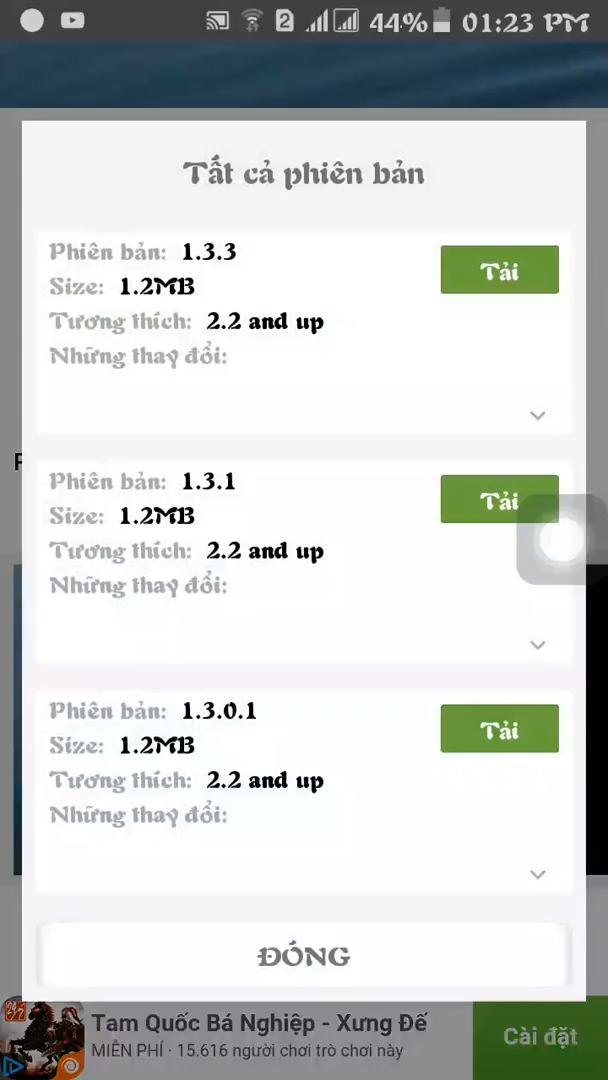 2 44% 01:23 PM
Tất cả phiên bản
Phiên bản: 1.3.3
Tải
Size: 1.2MB
Tương thích: 2.2 and up
Những thay đổi:
Phiên bản: 1.3.1
Tải
Size: 1.2MB
Tương thích: 2.2 and up
Những thay đổi:
Phiên bản: 1.3.0.1
Tải
Size: 1.2MB
Tương thích: 2.2 and up
Những thay đổi:
ĐÓNG
Tam Quốc Bá Nghiệp - Xưng Đế
MIỄN PHÍ · 15.616 người chơi trò chơi này
Cài đặt